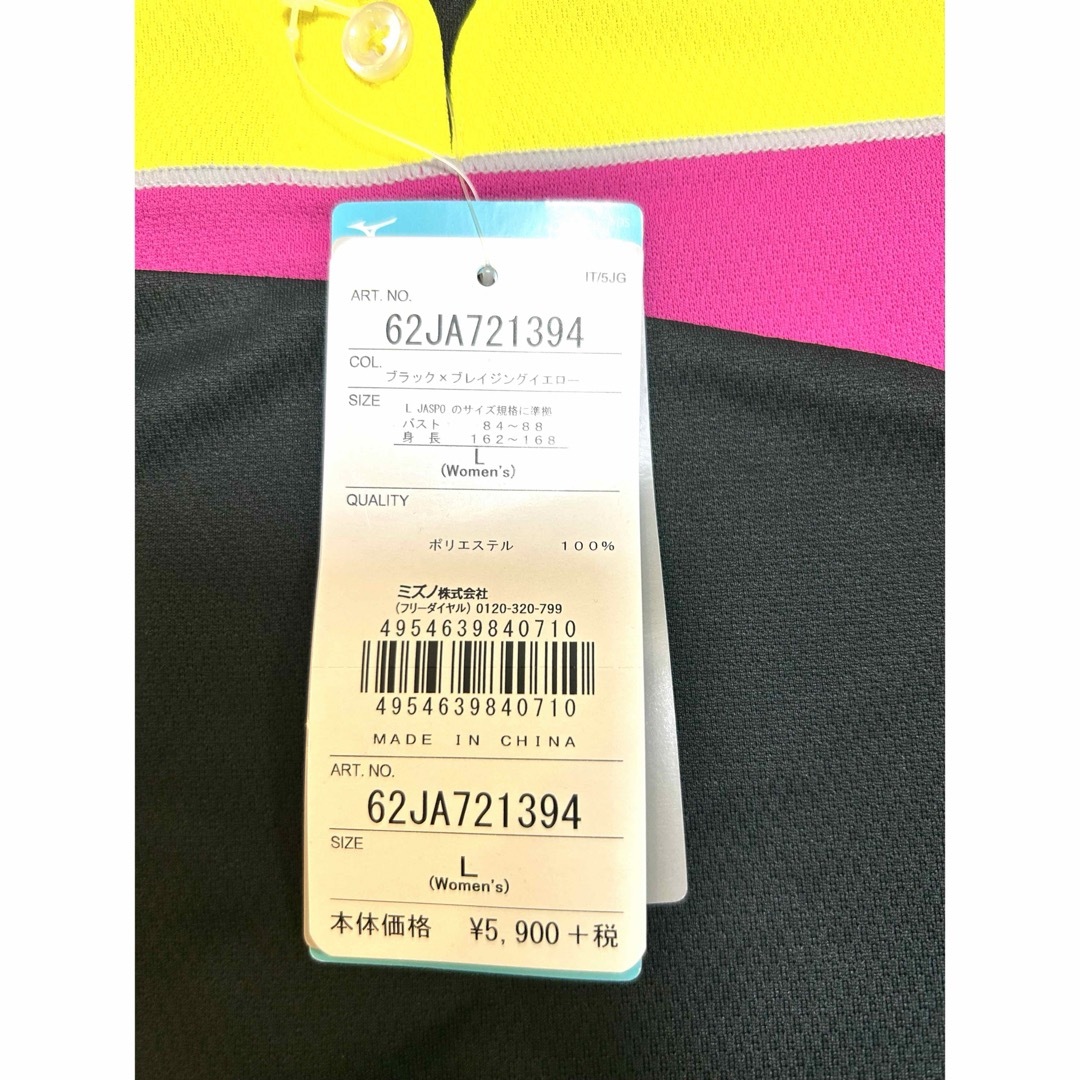 IT/5JG
ART. NO.
62JA721394
COL.
ブラック×ブレイジングイエロー
SIZE
L JASPO のサイズ規格に準拠
バスト 84～88
身長 162～168
L
(Women's)
QUALITY
ポリエステル 100%
ミズノ株式会社
(フリーダイヤル) 0120-320-799
4954639840710
4954639840710
MADE IN CHINA
ART. NO.
62JA721394
SIZE
L
(Women's)
本体価格 ¥5,900+税